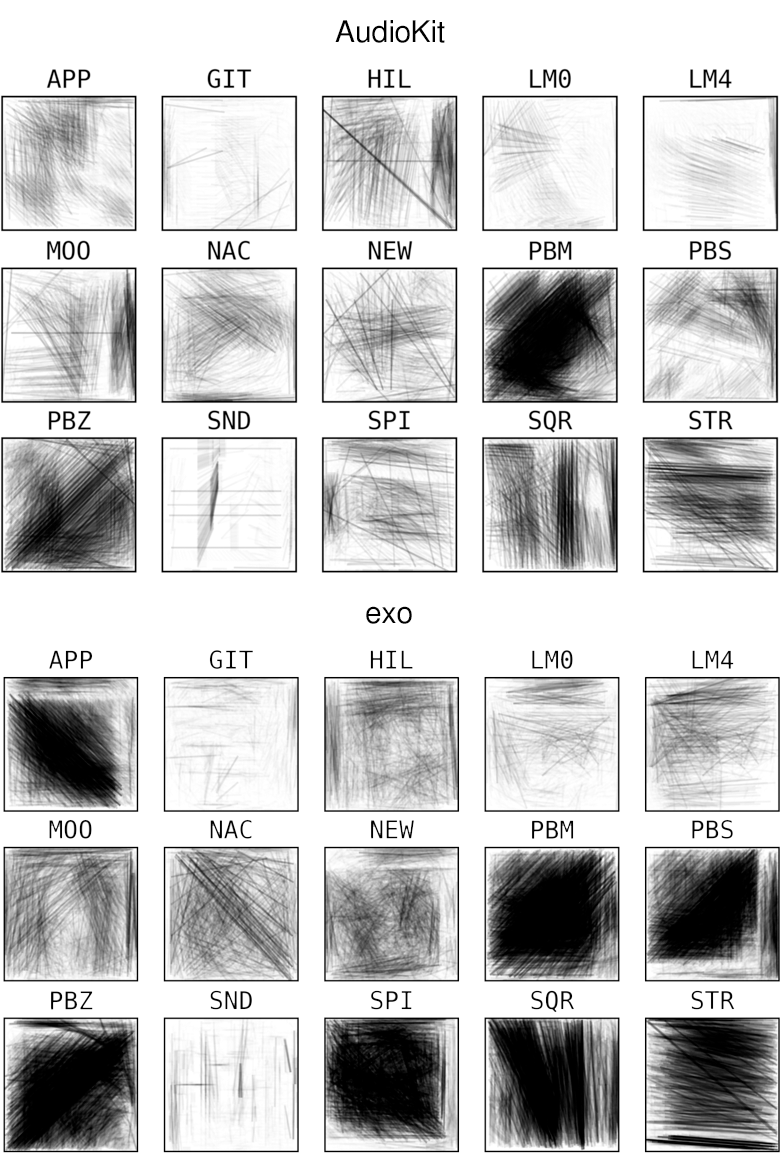 AudioKit
APP GIT HIL LM0 LM4
MOO NAC NEW PBM PBS
PBZ SND SPI SQR STR
exo
APP GIT HIL LM0 LM4
MOO NAC NEW PBM PBS
PBZ SND SPI SQR STR